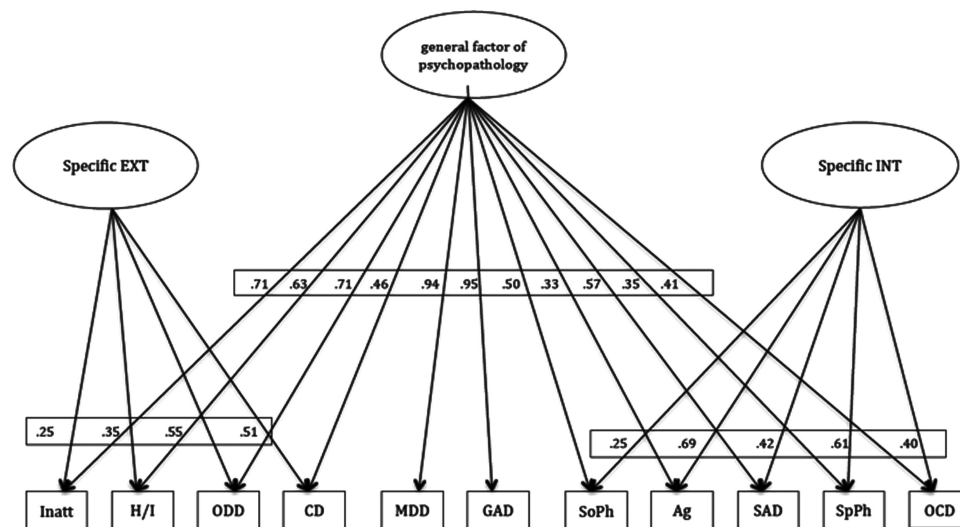 general factor of
psychopathology
Specific EXT
Specific INT
.71 .63 .71 .46 .94 .95 .50 .33 .57 .35 .41
.25 .35 .55 .51
.25 .69 .42 .61 .40
Inatt H/I ODD CD MDD GAD SoPh Ag SAD SpPh OCD